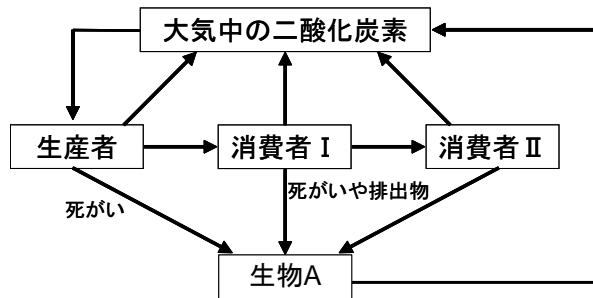 大気中の二酸化炭素
生産者
消費者Ⅰ
消費者Ⅱ
死がい
死がいや排出物
生物A